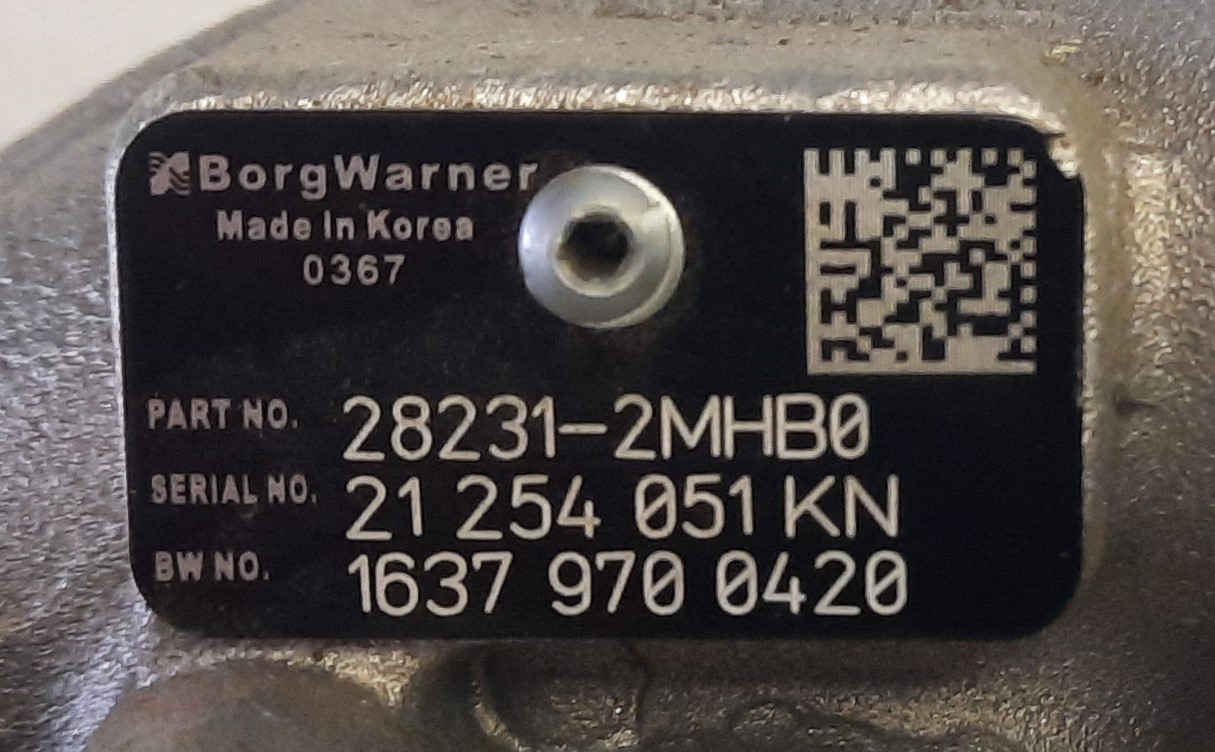 BorgWarner
Made In Korea
0367
PART NO. 28231-2MHB0
SERIAL NO. 21 254 051 KN
BW NO. 1637 970 0420